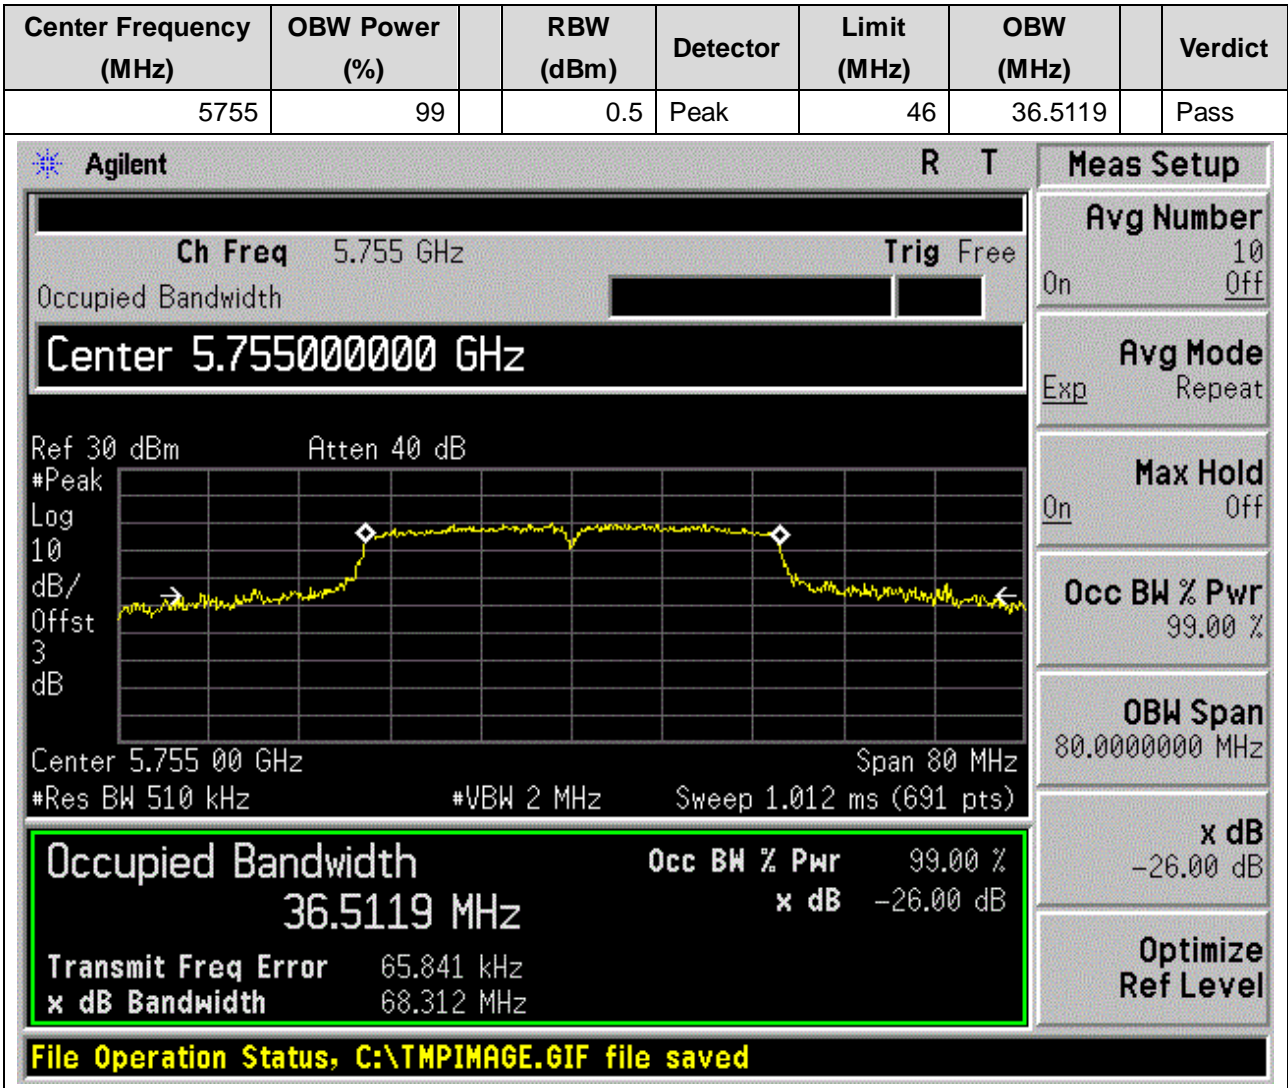 Center Frequency (MHz) OBW Power (%) RBW (dBm) Detector Limit (MHz) OBW (MHz) Verdict
5755 99 0.5 Peak 46 36.5119 Pass
Agilent R T
Meas Setup
Ch Freq 5.755 GHz Trig Free
Occupied Bandwidth
Center 5.755000000 GHz
Ref 30 dBm Atten 40 dB
#Peak
Log
10
dB/
Offst
3
dB
Center 5.755 00 GHz Span 80 MHz
#Res BW 510 kHz #VBW 2 MHz Sweep 1.012 ms (691 pts)
Occupied Bandwidth
36.5119 MHz
Occ BW % Pwr 99.00 %
x dB -26.00 dB
Transmit Freq Error 65.841 kHz
x dB Bandwidth 68.312 MHz
Avg Number
10
On Off
Avg Mode
Exp Repeat
Max Hold
On Off
Occ BW % Pwr
99.00 %
OBW Span
80.0000000 MHz
x dB
-26.00 dB
Optimize
Ref Level
File Operation Status, C:\TMPIMAGE.GIF file saved